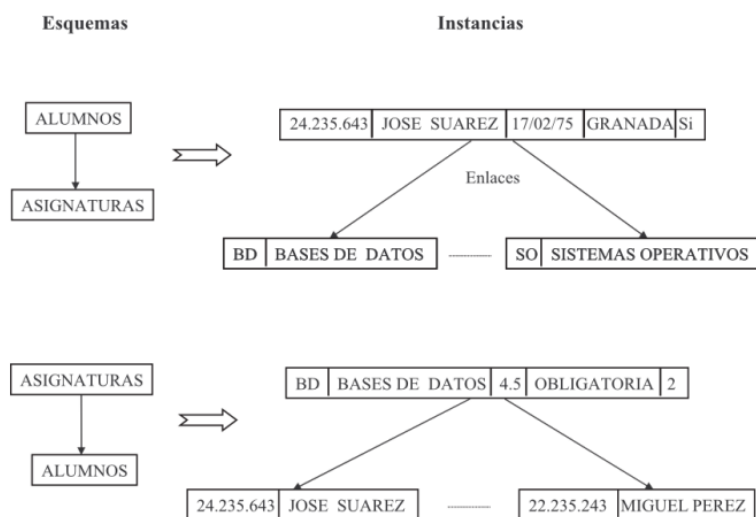 Esquemas Instancias
ALUMNOS
24.235.643 JOSE SUAREZ 17/02/75 GRANADA Si
Enlaces
ASIGNATURAS
BD BASES DE DATOS SO SISTEMAS OPERATIVOS
ASIGNATURAS
BD BASES DE DATOS 4.5 OBLIGATORIA 2
ALUMNOS
24.235.643 JOSE SUAREZ 22.235.243 MIGUEL PEREZ